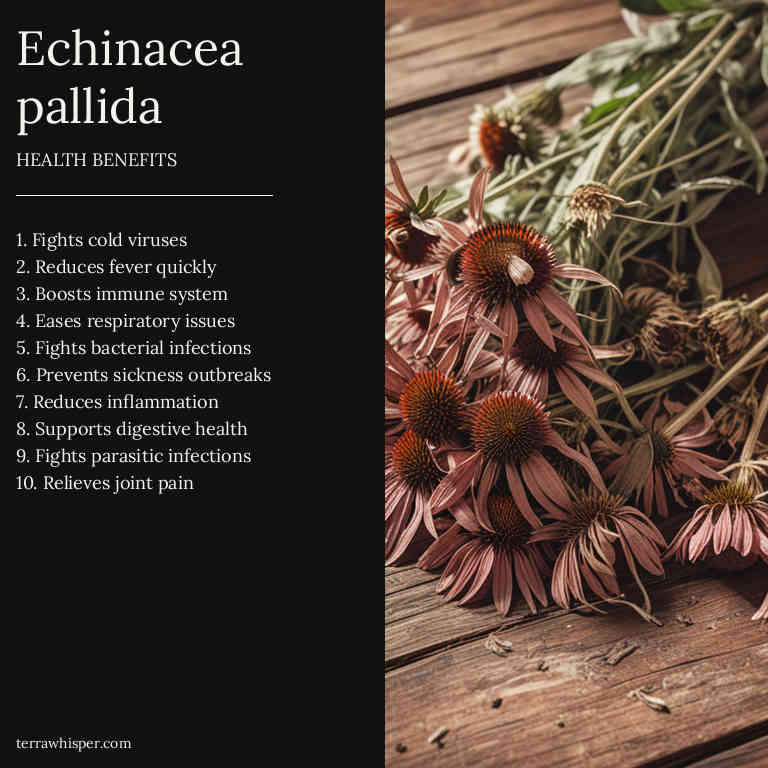 Echinacea
pallida
HEALTH BENEFITS
1. Fights cold viruses
2. Reduces fever quickly
3. Boosts immune system
4. Eases respiratory issues
5. Fights bacterial infections
6. Prevents sickness outbreaks
7. Reduces inflammation
8. Supports digestive health
9. Fights parasitic infections
10. Relieves joint pain
terrawhisper.com